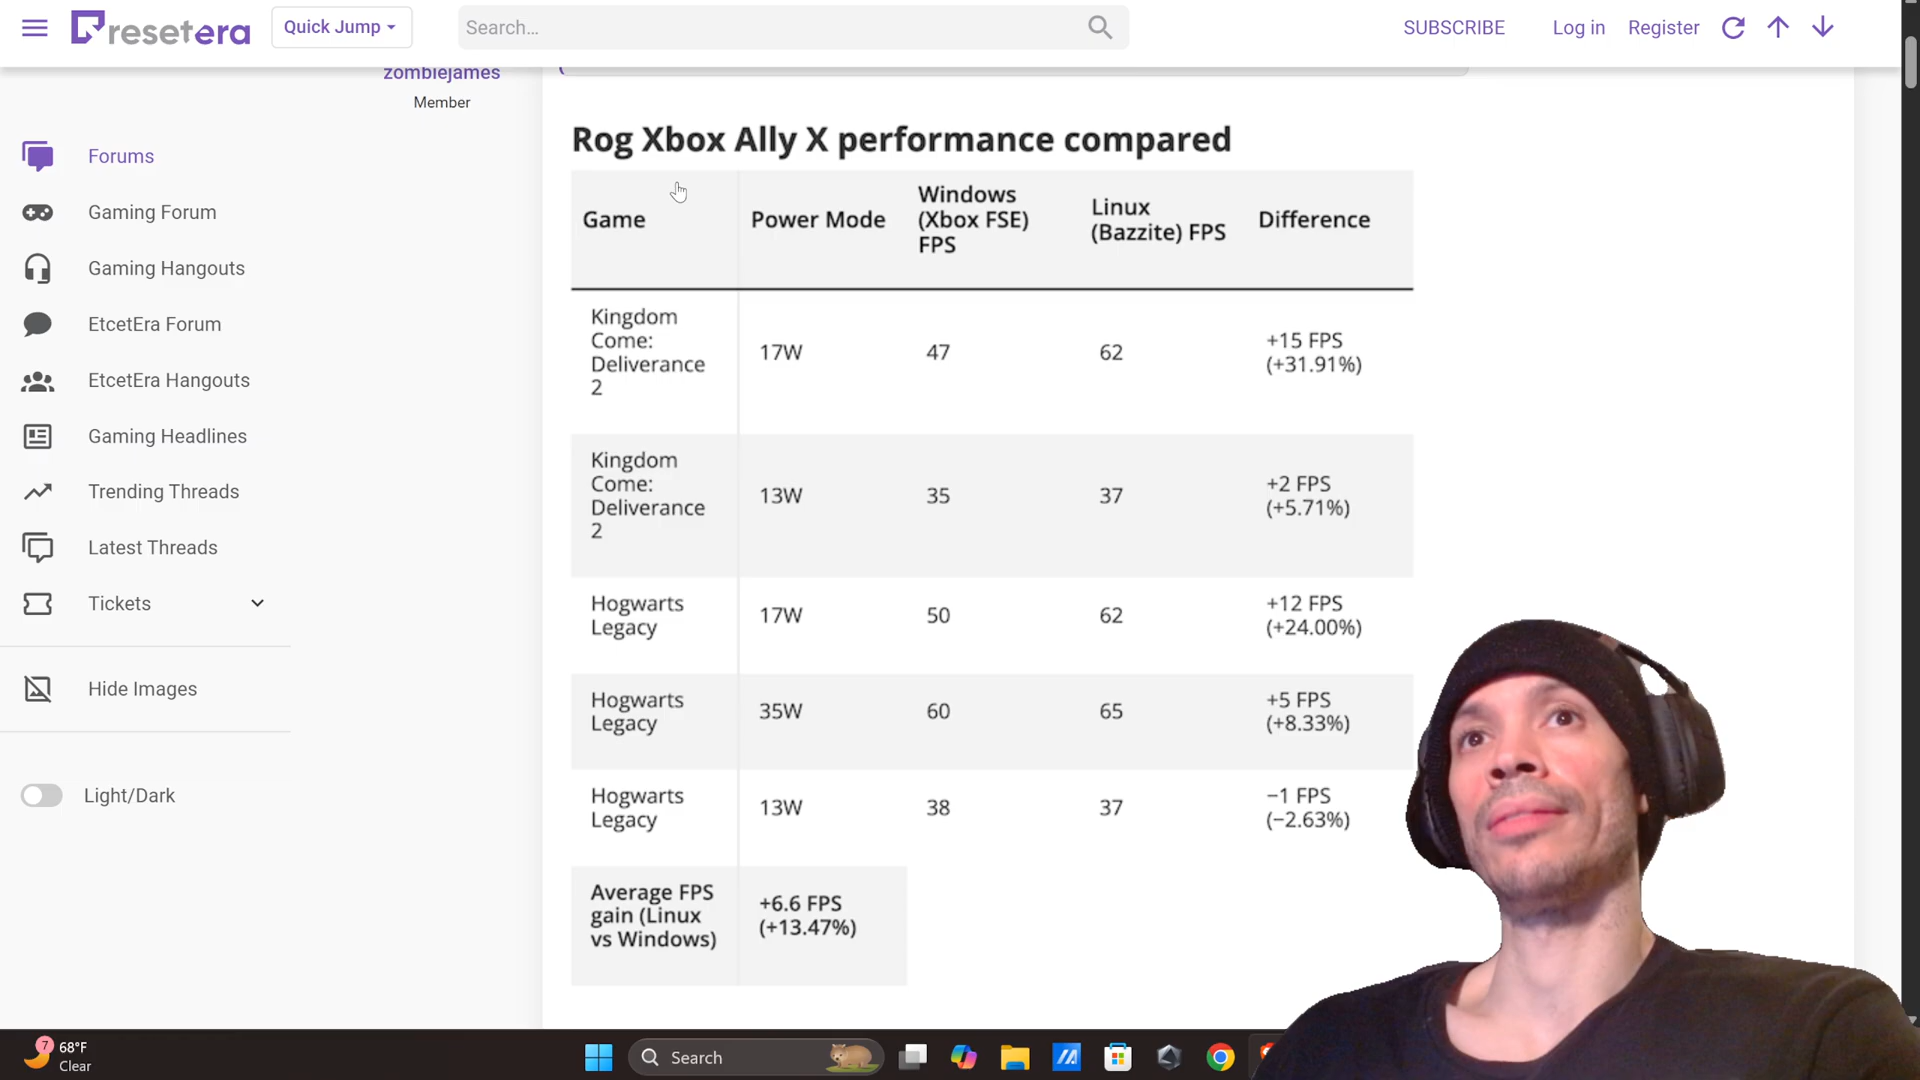 resetera
Quick Jump
Search...
SUBSCRIBE
Log in
Register
zombiejames
Member
Forums
Gaming Forum
Gaming Hangouts
EtcetEra Forum
EtcetEra Hangouts
Gaming Headlines
Trending Threads
Latest Threads
Tickets
Hide Images
Light/Dark
Rog Xbox Ally X performance compared
Game
Power Mode
Windows
(Xbox FSE)
FPS
Linux
(Bazzite) FPS
Difference
Kingdom
Come:
Deliverance
2
17W
47
62
+15 FPS
(+31.91%)
Kingdom
Come:
Deliverance
2
13W
35
37
+2 FPS
(+5.71%)
Hogwarts
Legacy
17W
50
62
+12 FPS
(+24.00%)
Hogwarts
Legacy
35W
60
65
+5 FPS
(+8.33%)
Hogwarts
Legacy
13W
38
37
−1 FPS
(−2.63%)
Average FPS
gain (Linux
vs Windows)
+6.6 FPS
(+13.47%)
7
68°F
Clear
Search